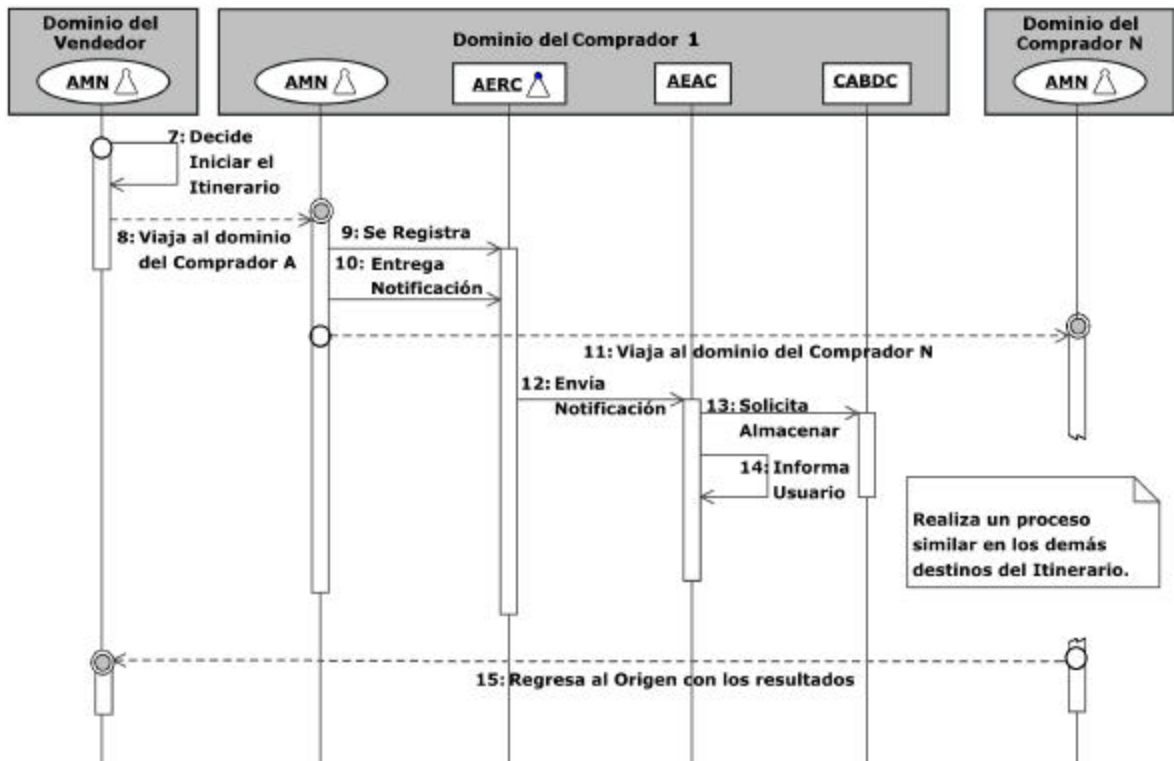 Dominio del
Vendedor
AMN
Dominio del Comprador 1
AMN
AERC
AEAC
CABDC
Dominio del
Comprador N
AMN
7: Decide
Iniciar el
Itinerario
8: Viaja al dominio
del Comprador A
9: Se Registra
10: Entrega
Notificación
11: Viaja al dominio del Comprador N
12: Envía
Notificación
13: Solicita
Almacenar
14: Informa
Usuario
Realiza un proceso
similar en los demás
destinos del Itinerario.
15: Regresa al Origen con los resultados